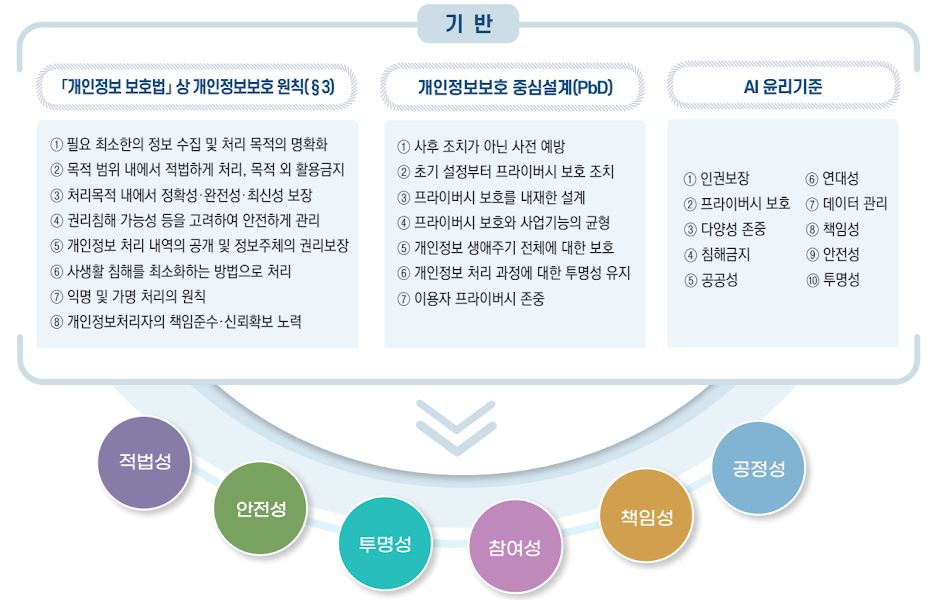 기 반
「개인정보 보호법」 상 개인정보보호 원칙(§3)
① 필요 최소한의 정보 수집 및 처리 목적의 명확화
② 목적 범위 내에서 적법하게 처리, 목적 외 활용금지
③ 처리목적 내에서 정확성·완전성·최신성 보장
④ 권리침해 가능성 등을 고려하여 안전하게 관리
⑤ 개인정보 처리 내역의 공개 및 정보주체의 권리보장
⑥ 사생활 침해를 최소화하는 방법으로 처리
⑦ 익명 및 가명 처리의 원칙
⑧ 개인정보처리자의 책임준수·신뢰확보 노력
개인정보보호 중심설계(PbD)
① 사후 조치가 아닌 사전 예방
② 초기 설정부터 프라이버시 보호 조치
③ 프라이버시 보호를 내재한 설계
④ 프라이버시 보호와 사업기능의 균형
⑤ 개인정보 생애주기 전체에 대한 보호
⑥ 개인정보 처리 과정에 대한 투명성 유지
⑦ 이용자 프라이버시 존중
AI 윤리기준
① 인권보장
② 프라이버시 보호
③ 다양성 존중
④ 침해금지
⑤ 공공성
⑥ 연대성
⑦ 데이터 관리
⑧ 책임성
⑨ 안전성
⑩ 투명성
적법성
안전성
투명성
참여성
책임성
공정성